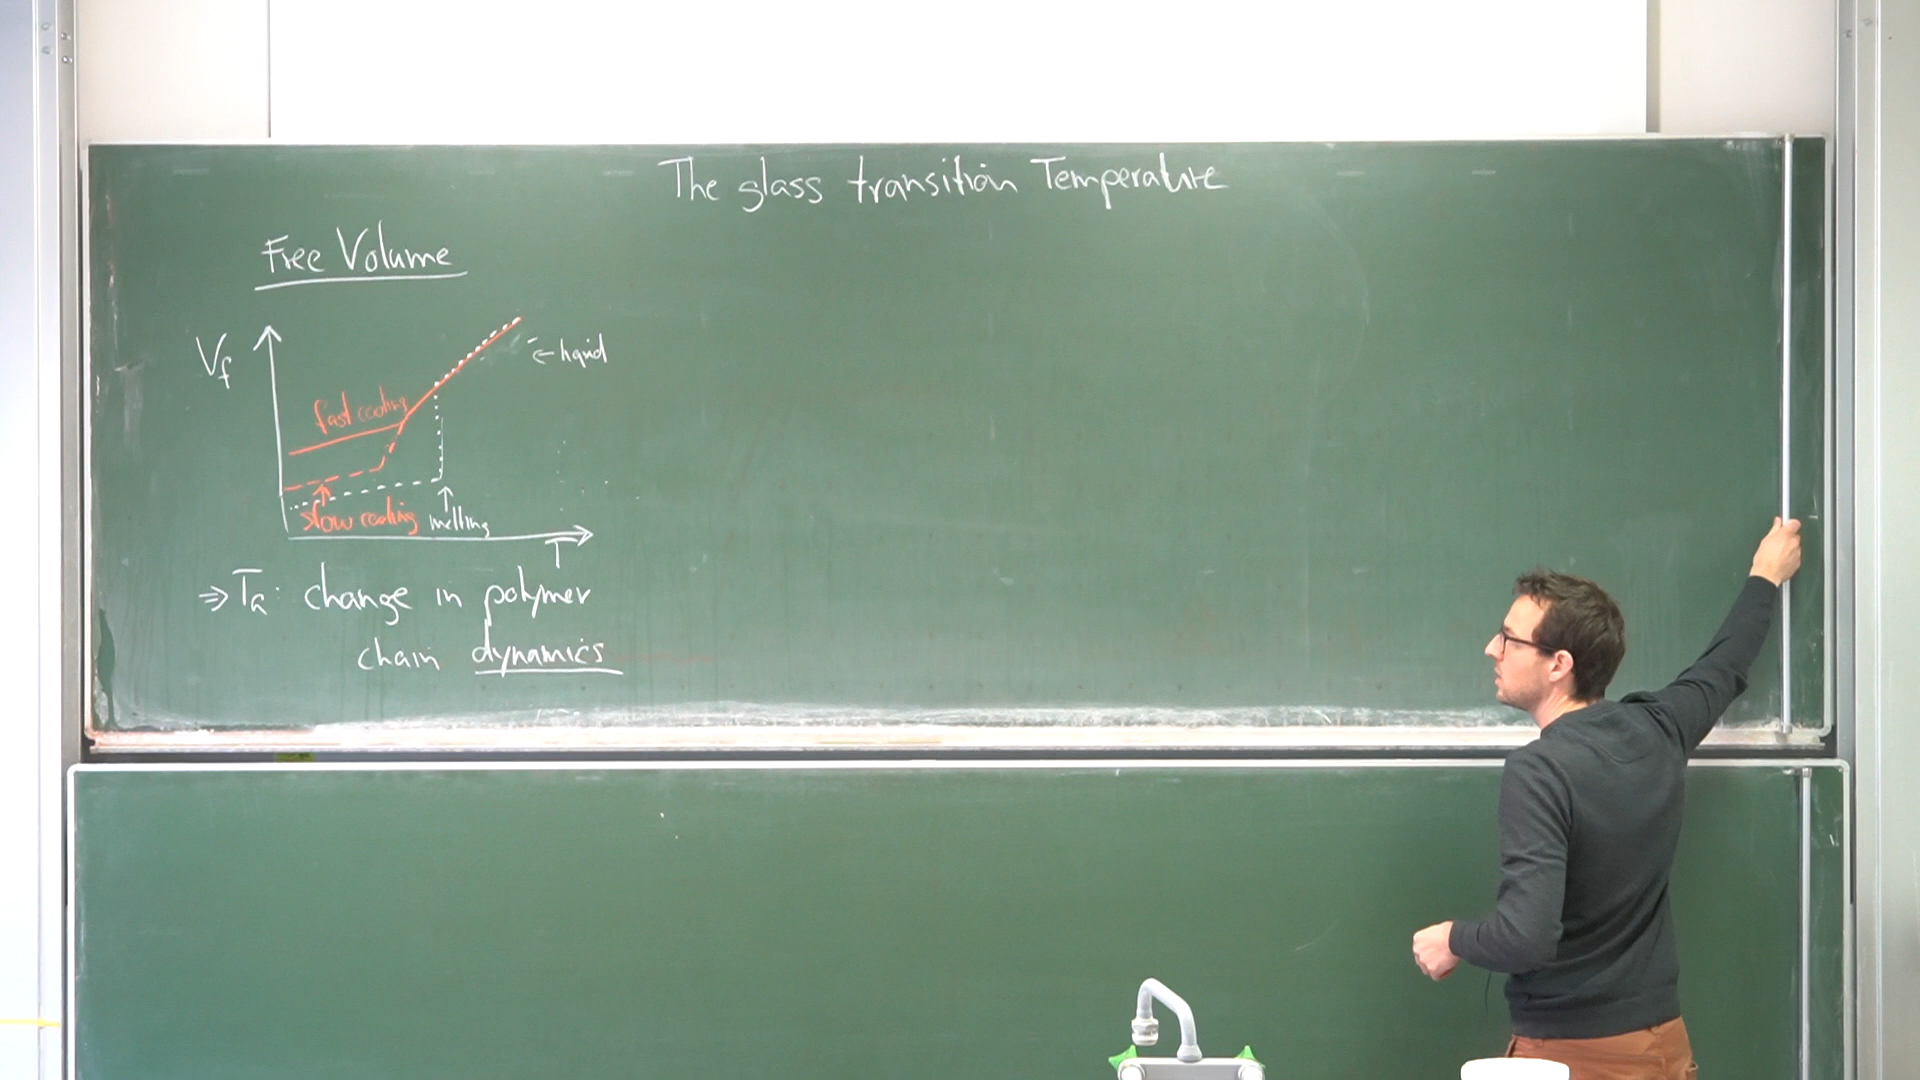 The glass transition Temperature
Free Volume
Vf
← liquid
fast cooling
slow cooling
melting
T
⇒ TG: change in polymer
chain dynamics